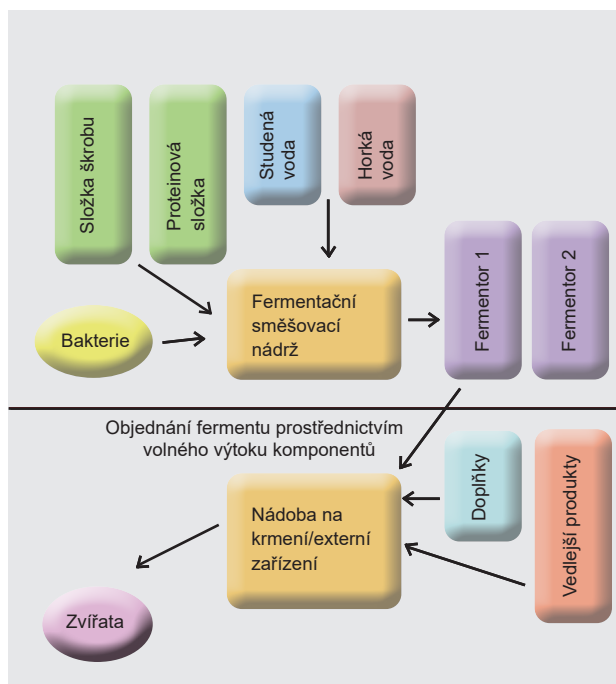 Složka škrobu
Proteinová
složka
Studená
voda
Horká
voda
Bakterie
Fermentační
směšovací
nádrž
Fermentor 1
Fermentor 2
Objednání fermentu prostřednictvím
volného výtoku komponentů
Nádoba na
krmení/externí
zařízení
Doplňky
Vedlejší produkty
Zvířata